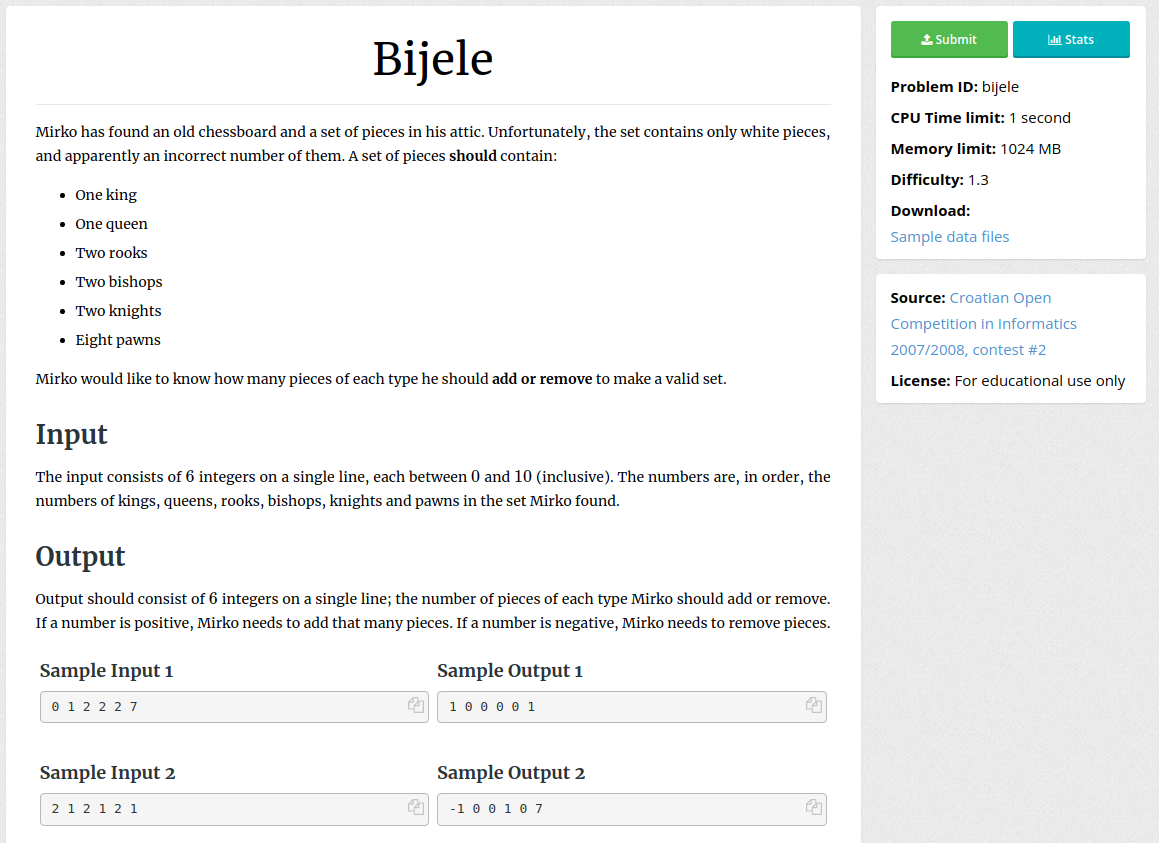 Bijele
Mirko has found an old chessboard and a set of pieces in his attic. Unfortunately, the set contains only white pieces,
and apparently an incorrect number of them. A set of pieces should contain:
• One king
• One queen
• Two rooks
• Two bishops
• Two knights
• Eight pawns
Mirko would like to know how many pieces of each type he should add or remove to make a valid set.
Input
The input consists of 6 integers on a single line, each between 0 and 10 (inclusive). The numbers are, in order, the
numbers of kings, queens, rooks, bishops, knights and pawns in the set Mirko found.
Output
Output should consist of 6 integers on a single line; the number of pieces of each type Mirko should add or remove.
If a number is positive, Mirko needs to add that many pieces. If a number is negative, Mirko needs to remove pieces.
Sample Input 1
0 1 2 2 2 7
Sample Output 1
1 0 0 0 0 1
Sample Input 2
2 1 2 1 2 1
Sample Output 2
-1 0 0 1 0 7
Submit
Stats
Problem ID: bijele
CPU Time limit: 1 second
Memory limit: 1024 MB
Difficulty: 1.3
Download:
Sample data files
Source: Croatian Open
Competition in Informatics
2007/2008, contest #2
License: For educational use only